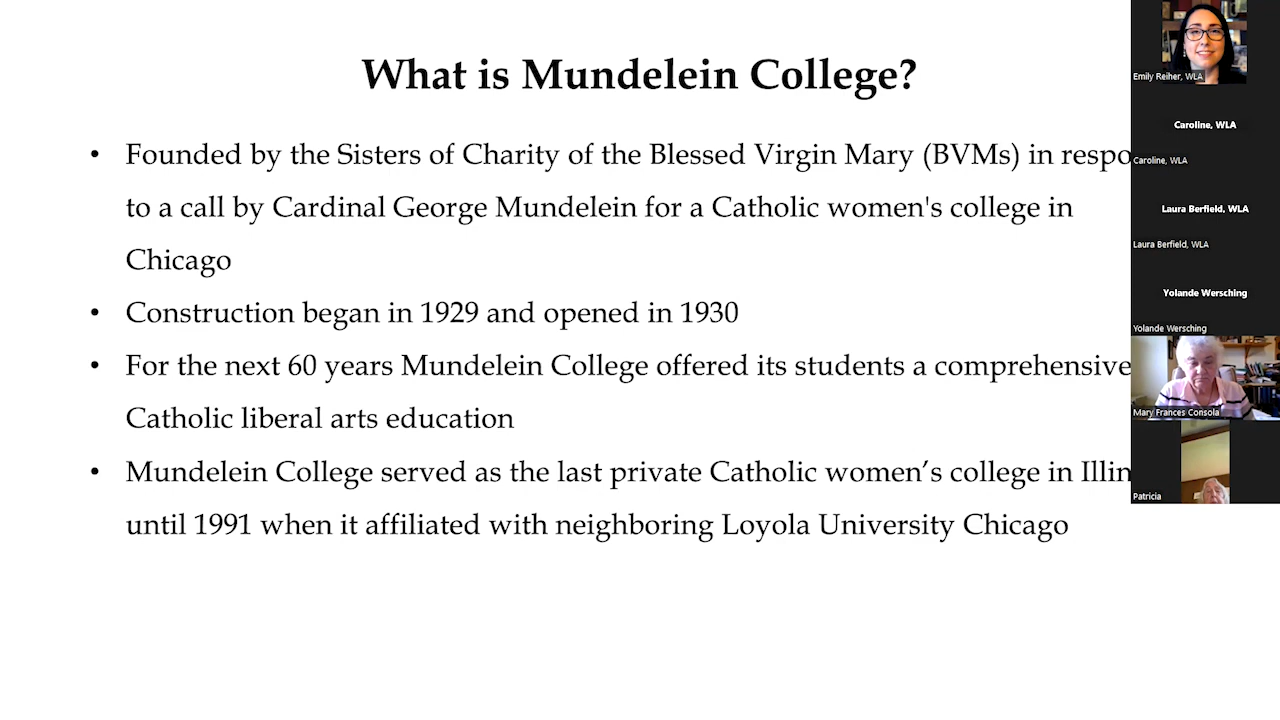 What is Mundelein College?
• Founded by the Sisters of Charity of the Blessed Virgin Mary (BVMs) in
to a call by Cardinal George Mundelein for a Catholic women's college in
Chicago
• Construction began in 1929 and opened in 1930
• For the next 60 years Mundelein College offered its students a comprehensive
Catholic liberal arts education
• Mundelein College served as the last private Catholic women’s college in
until 1991 when it affiliated with neighboring Loyola University Chicago
Emily Reiher, WLA
Caroline, WLA
Caroline, WLA
Laura Berfield, WLA
Laura Berfield, WLA
Yolande Wersching
Yolande Wersching
Mary Frances Consola
Patricia